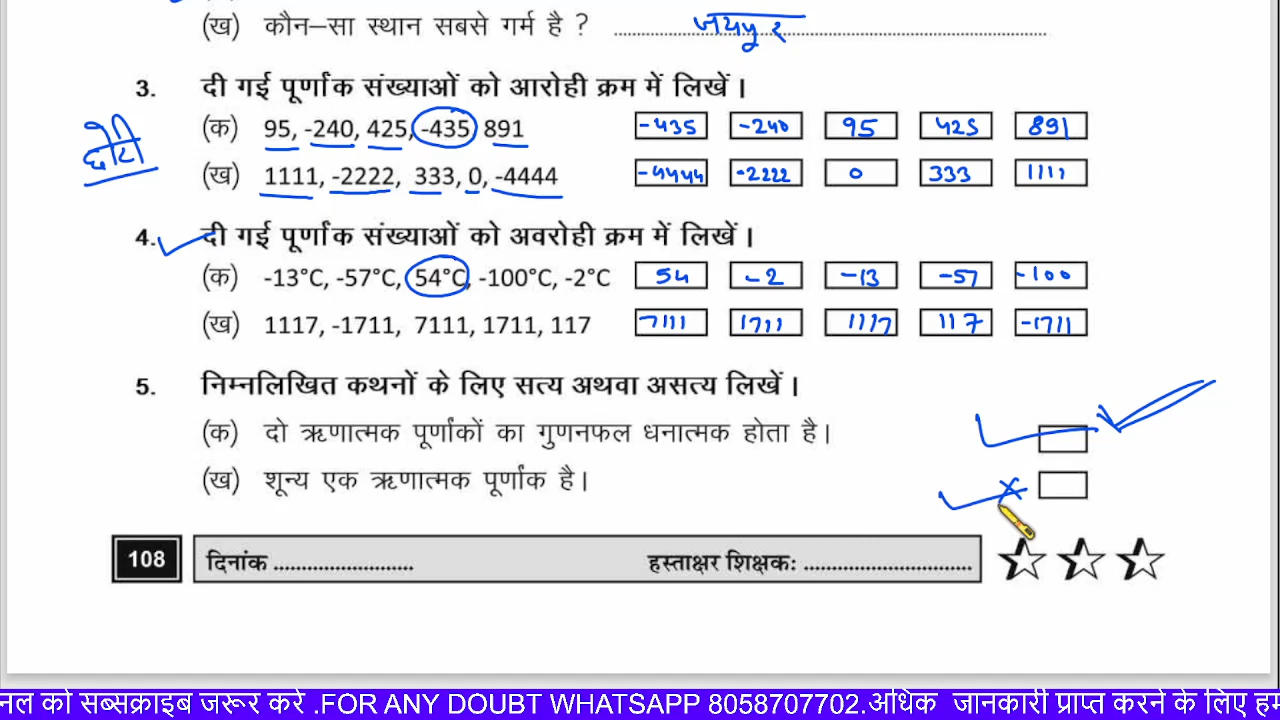 (ख) कौन–सा स्थान सबसे गर्म है ? जयपुर
3. दी गई पूर्णांक संख्याओं को आरोही क्रम में लिखें।
छोटी
(क) 95, -240, 425, -435, 891 -435 -240 95 425 891
(ख) 1111, -2222, 333, 0, -4444 -4444 -2222 0 333 1111
4. दी गई पूर्णांक संख्याओं को अवरोही क्रम में लिखें।
(क) -13°C, -57°C, 54°C, -100°C, -2°C 54 -2 -13 -57 -100
(ख) 1117, -1711, 7111, 1711, 117 7111 1711 1117 117 -1711
5. निम्नलिखित कथनों के लिए सत्य अथवा असत्य लिखें।
(क) दो ऋणात्मक पूर्णांकों का गुणनफल धनात्मक होता है।
(ख) शून्य एक ऋणात्मक पूर्णांक है।
108 दिनांक ........................ हस्ताक्षर शिक्षक: .............................
नल को सब्सक्राइब जरूर करे .FOR ANY DOUBT WHATSAPP 8058707702.अधिक जानकारी प्राप्त करने के लिए हम